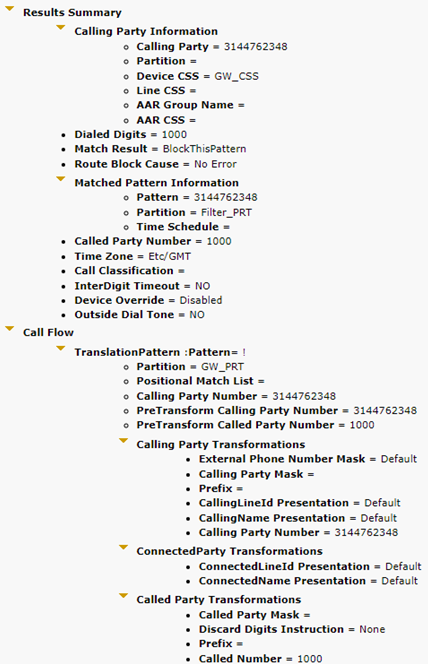 Results Summary
Calling Party Information
Calling Party = 3144762348
Partition =
Device CSS = GW_CSS
Line CSS =
AAR Group Name =
AAR CSS =
Dialed Digits = 1000
Match Result = BlockThisPattern
Route Block Cause = No Error
Matched Pattern Information
Pattern = 3144762348
Partition = Filter_PRT
Time Schedule =
Called Party Number = 1000
Time Zone = Etc/GMT
Call Classification =
InterDigit Timeout = NO
Device Override = Disabled
Outside Dial Tone = NO
Call Flow
TranslationPattern :Pattern= !
Partition = GW_PRT
Positional Match List =
Calling Party Number = 3144762348
PreTransform Calling Party Number = 3144762348
PreTransform Called Party Number = 1000
Calling Party Transformations
External Phone Number Mask = Default
Calling Party Mask =
Prefix =
CallingLineId Presentation = Default
CallingName Presentation = Default
Calling Party Number = 3144762348
ConnectedParty Transformations
ConnectedLineId Presentation = Default
ConnectedName Presentation = Default
Called Party Transformations
Called Party Mask =
Discard Digits Instruction = None
Prefix =
Called Number = 1000